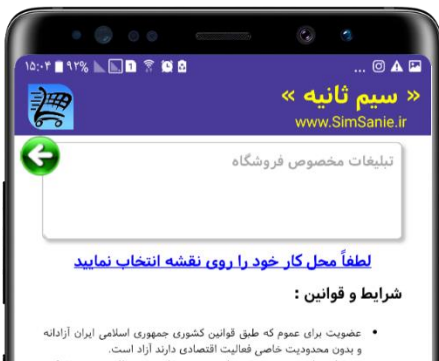 ۱۵:۰۴ ۹۲% ...
« سیم ثانیه »
www.SimSanie.ir
تبلیغات مخصوص فروشگاه
لطفاً محل کار خود را روی نقشه انتخاب نمایید
شرایط و قوانین :
• عضویت برای عموم که طبق قوانین کشوری جمهوری اسلامی ایران آزادانه
و بدون محدودیت خاصی فعالیت اقتصادی دارند آزاد است.